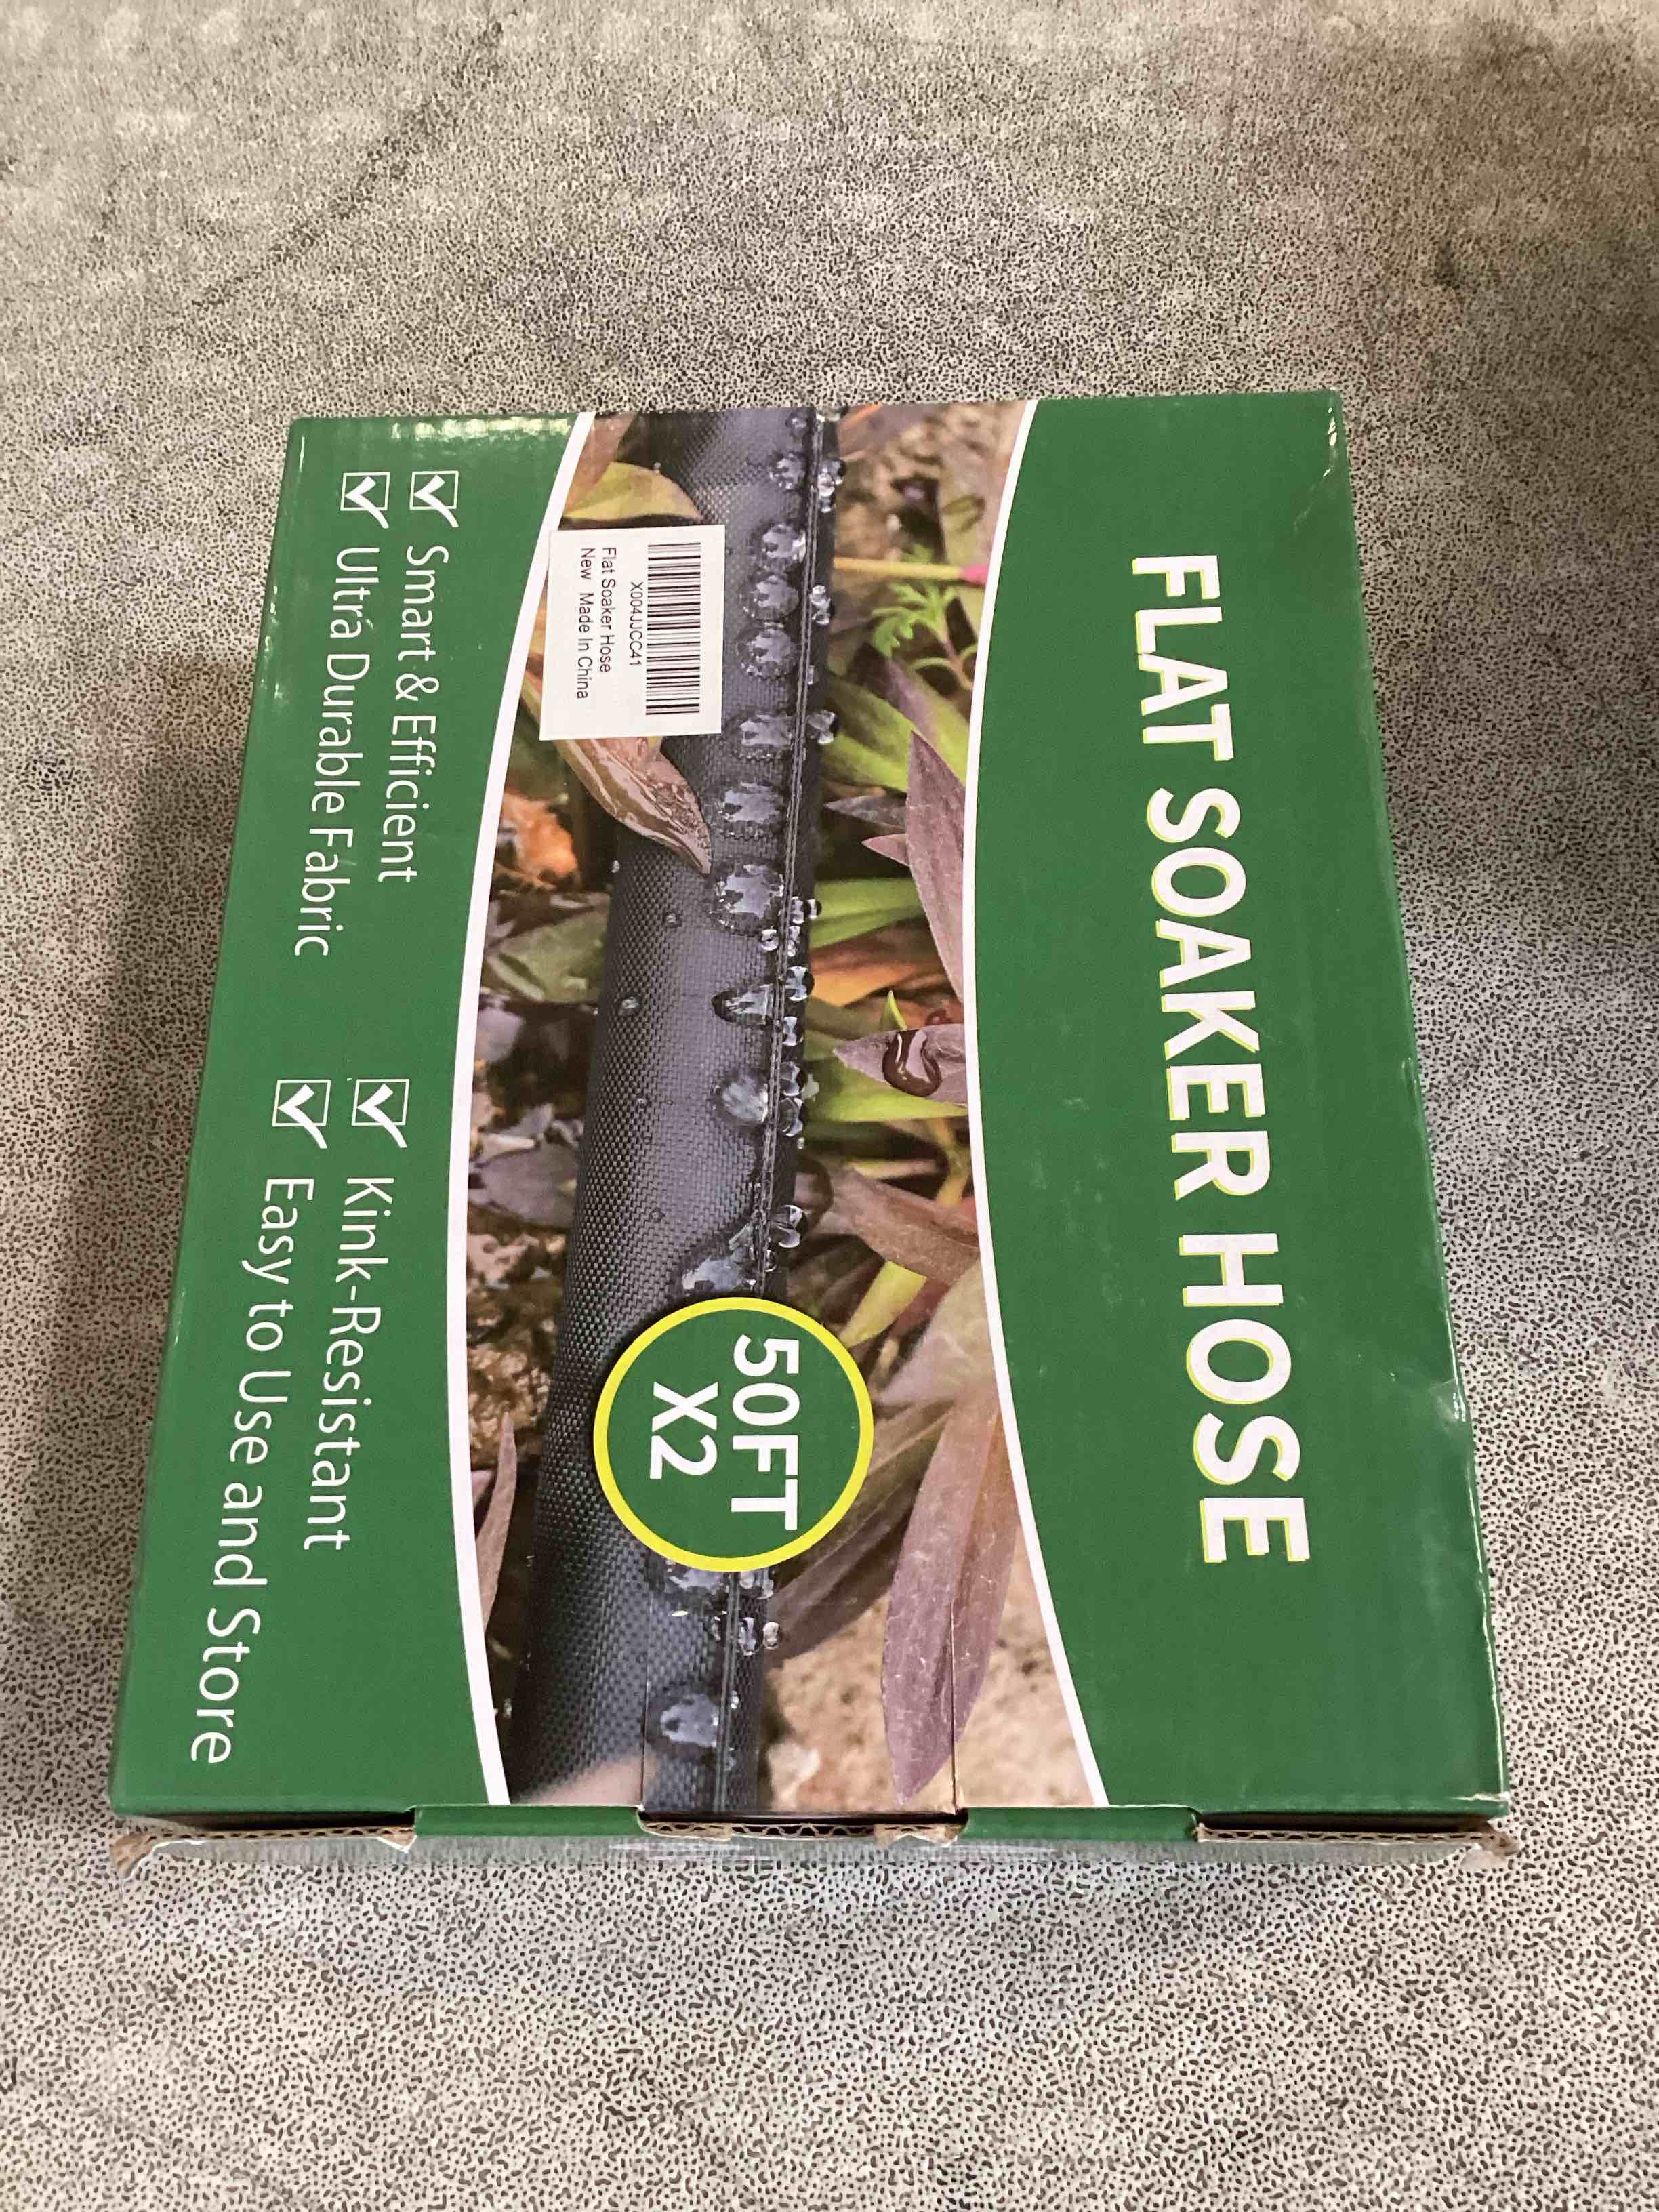 FLAT SOAKER HOSE
50FT
X2
X004JJCC41
Flat Soaker Hose
New Made In China
Smart & Efficient
Ultra Durable Fabric
Kink-Resistant
Easy to Use and Store